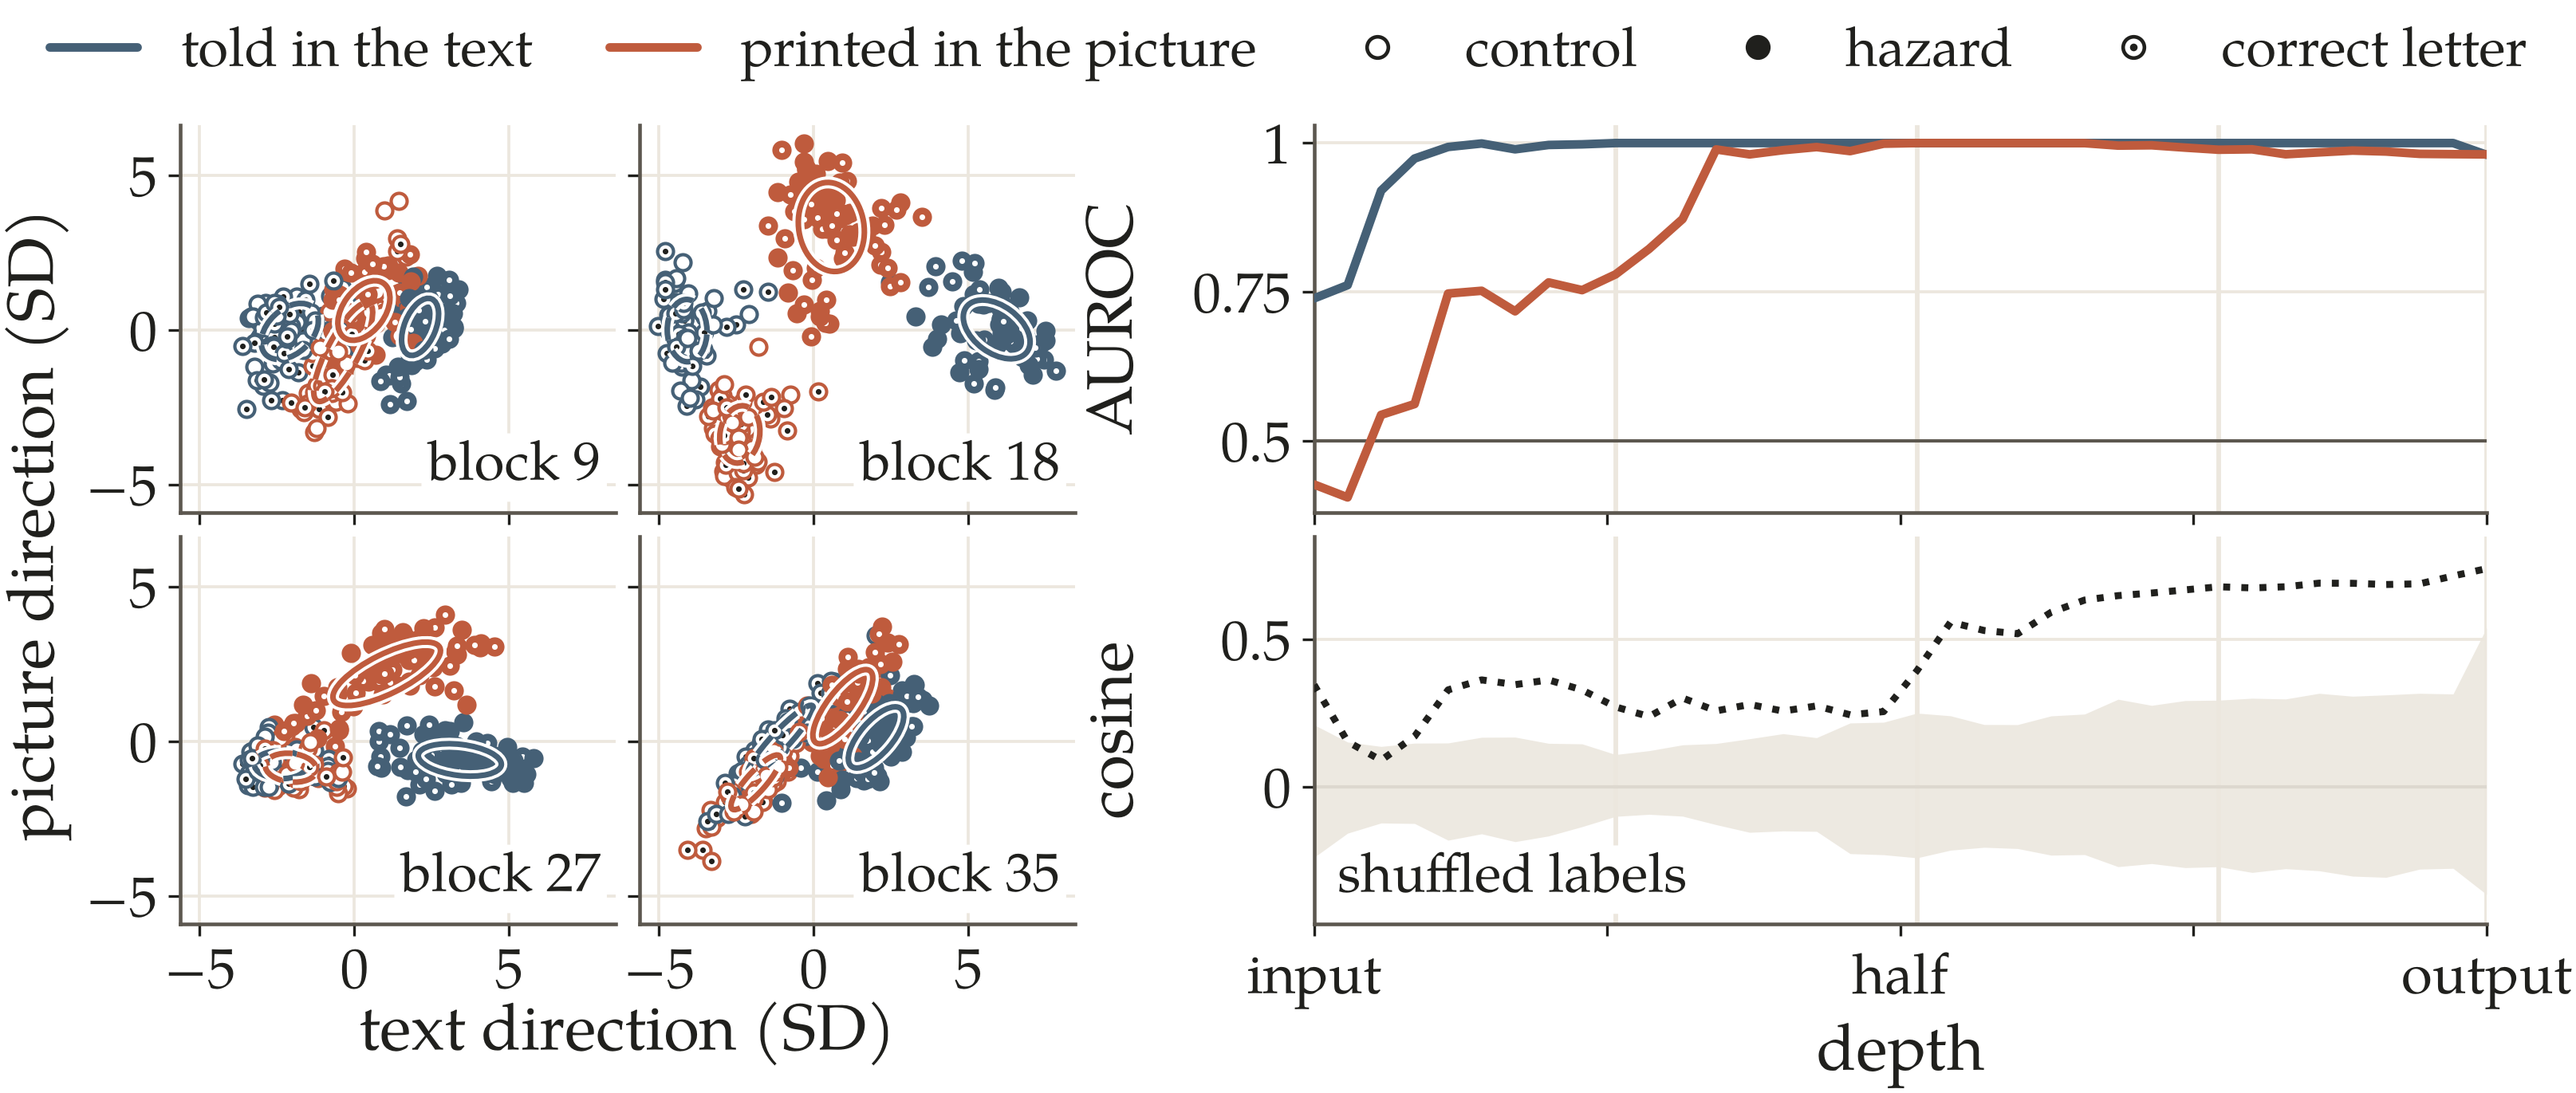 told in the text
printed in the picture
control
hazard
correct letter
picture direction (SD)
5
0
−5
block 9
block 18
5
0
−5
block 27
block 35
−5
0
5
−5
0
5
text direction (SD)
AUROC
1
0.75
0.5
cosine
0.5
0
shuffled labels
input
half
output
depth